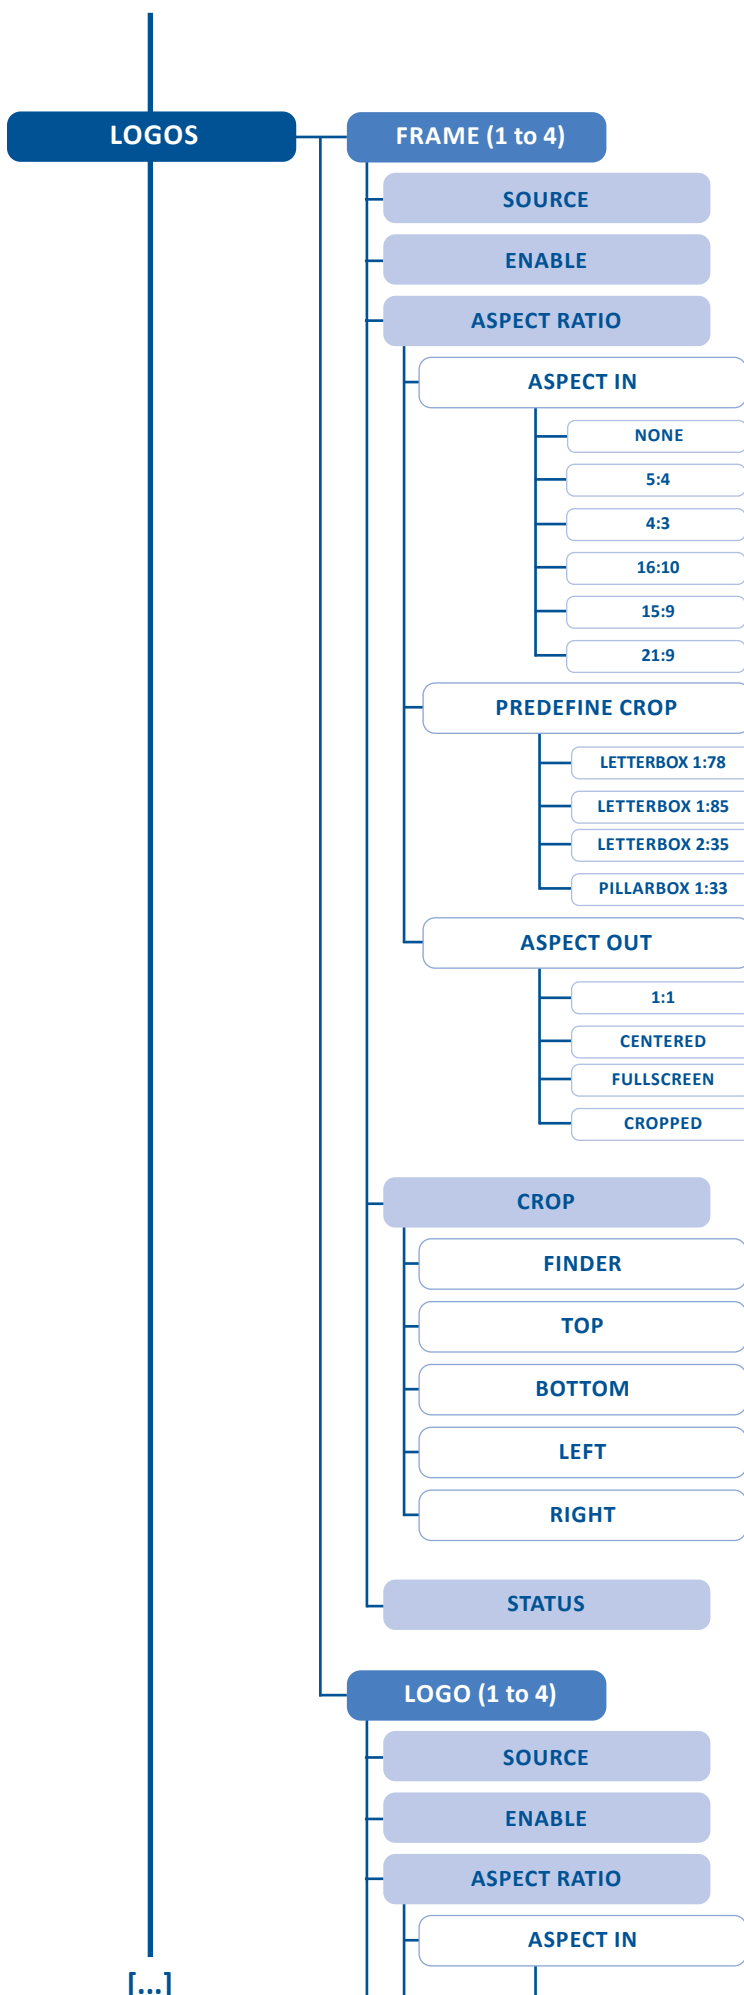 LOGOS
FRAME (1 to 4)
SOURCE
ENABLE
ASPECT RATIO
ASPECT IN
NONE
5:4
4:3
16:10
15:9
21:9
PREDEFINE CROP
LETTERBOX 1:78
LETTERBOX 1:85
LETTERBOX 2:35
PILLARBOX 1:33
ASPECT OUT
1:1
CENTERED
FULLSCREEN
CROPPED
CROP
FINDER
TOP
BOTTOM
LEFT
RIGHT
STATUS
LOGO (1 to 4)
SOURCE
ENABLE
ASPECT RATIO
ASPECT IN
[...]